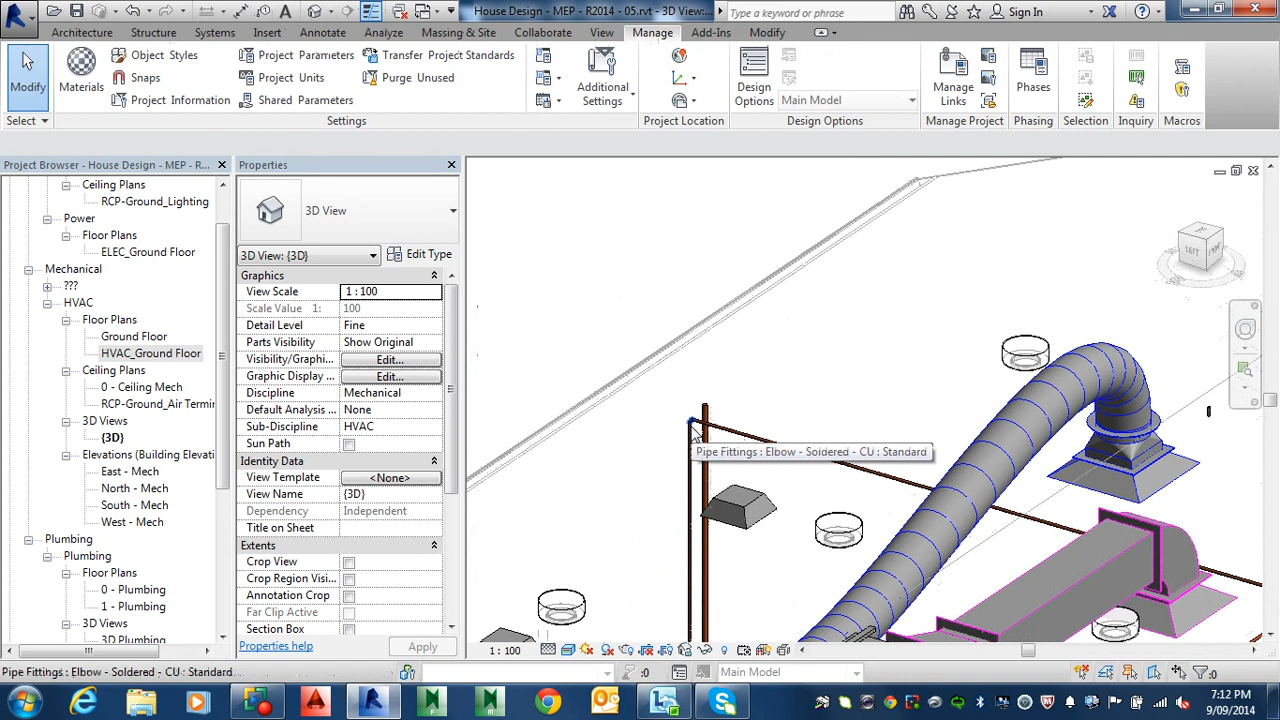 House Design - MEP - R2014 - 05.rvt - 3D View:...
Type a keyword or phrase
Sign In
Architecture Structure Systems Insert Annotate Analyze Massing & Site Collaborate View Manage Add-Ins Modify
Modify
Select
Materials
Object Styles
Snaps
Project Information
Project Parameters
Project Units
Shared Parameters
Transfer Project Standards
Purge Unused
Settings
Additional Settings
Project Location
Design Options
Main Model
Design Options
Manage Links
Manage Project
Phases
Phasing
Selection
Inquiry
Macros
Project Browser - House Design - MEP - R...
Ceiling Plans
RCP-Ground_Lighting
Power
Floor Plans
ELEC_Ground Floor
Mechanical
???
HVAC
Floor Plans
Ground Floor
HVAC_Ground Floor
Ceiling Plans
0 - Ceiling Mech
RCP-Ground_Air Termin
3D Views
{3D}
Elevations (Building Eleva
East - Mech
North - Mech
South - Mech
West - Mech
Plumbing
Plumbing
Floor Plans
0 - Plumbing
1 - Plumbing
3D Views
3D Plumbing
Properties
3D View
3D View: {3D}
Edit Type
Graphics
View Scale 1 : 100
Scale Value 1: 100
Detail Level Fine
Parts Visibility Show Original
Visibility/Graphi... Edit...
Graphic Display ... Edit...
Discipline Mechanical
Default Analysis ... None
Sub-Discipline HVAC
Sun Path
Identity Data
View Template <None>
View Name {3D}
Dependency Independent
Title on Sheet
Extents
Crop View
Crop Region Visi...
Annotation Crop
Far Clip Active
Section Box
Properties help
Apply
LEFT
Pipe Fittings : Elbow - Soldered - CU : Standard
1 : 100
Pipe Fittings : Elbow - Soldered - CU : Standard
:0
Main Model
:0
7:12 PM
9/09/2014